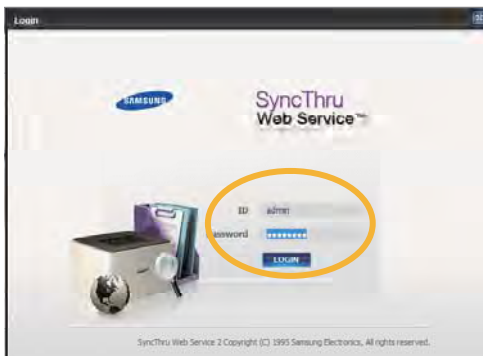 Login
SAMSUNG
SyncThru
Web Service™
ID admin
assword ••••••••
LOGIN
SyncThru Web Service 2 Copyright (C) 1995 Samsung Electronics, All rights reserved.